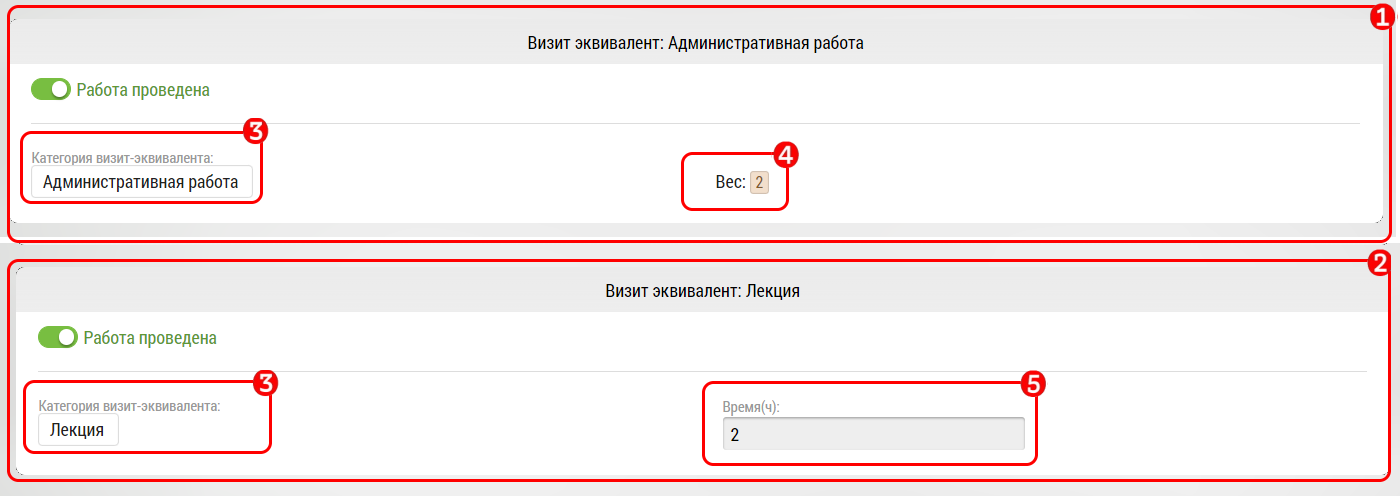 1
Визит эквивалент: Административная работа
Работа проведена
3
4
Категория визит-эквивалента:
Административная работа
Вес: 2
2
Визит эквивалент: Лекция
Работа проведена
3
5
Категория визит-эквивалента:
Время(ч):
Лекция
2